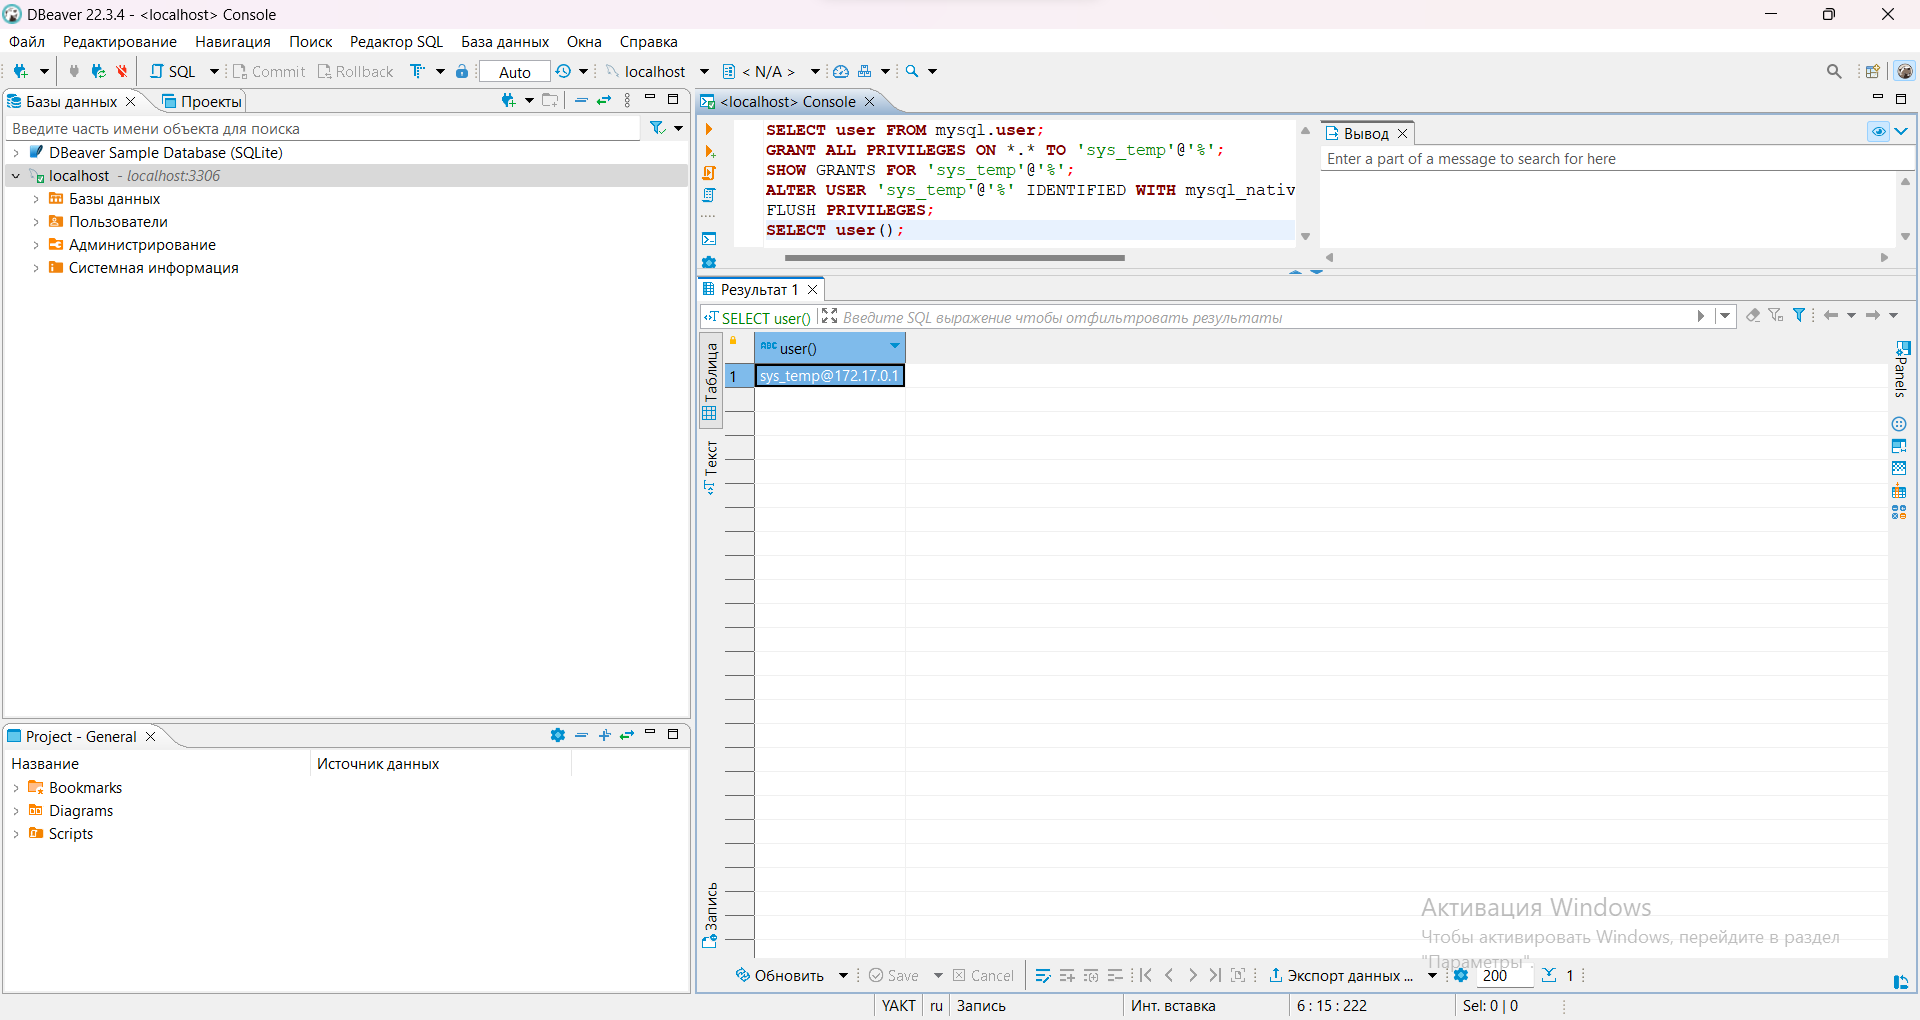 DBeaver 22.3.4 - <localhost> Console
Файл Редактирование Навигация Поиск Редактор SQL База данных Окна Справка
SQL Commit Rollback Auto localhost < N/A >
Базы данных Проекты
Введите часть имени объекта для поиска
DBeaver Sample Database (SQLite)
localhost - localhost:3306
Базы данных
Пользователи
Администрирование
Системная информация
Project - General
Название Источник данных
Bookmarks
Diagrams
Scripts
<localhost> Console
SELECT user FROM mysql.user;
GRANT ALL PRIVILEGES ON *.* TO 'sys_temp'@'%';
SHOW GRANTS FOR 'sys_temp'@'%';
ALTER USER 'sys_temp'@'%' IDENTIFIED WITH mysql_nativ
FLUSH PRIVILEGES;
SELECT user();
Вывод
Enter a part of a message to search for here
Результат 1
SELECT user() Введите SQL выражение чтобы отфильтровать результаты
Таблица
Текст
Запись
ABC user()
1 sys_temp@172.17.0.1
Panels
Активация Windows
Чтобы активировать Windows, перейдите в раздел
"Параметры".
Обновить Save Cancel Экспорт данных ... 200 1
YAKT ru Запись Инт. вставка 6 : 15 : 222 Sel: 0 | 0